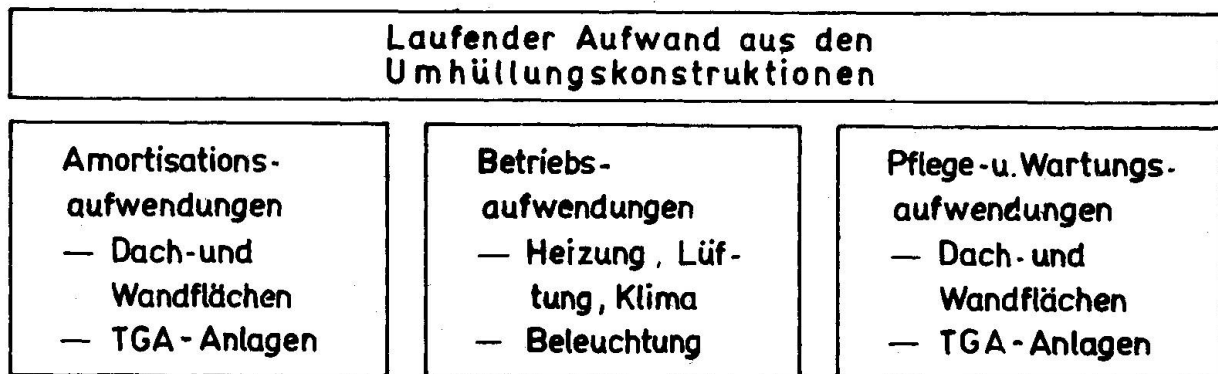 Laufender Aufwand aus den
Umhüllungskonstruktionen
Amortisations-
aufwendungen
— Dach-und
Wandflächen
— TGA-Anlagen
Betriebs-
aufwendungen
— Heizung, Lüf-
tung, Klima
— Beleuchtung
Pflege-u. Wartungs-
aufwendungen
— Dach-und
Wandflächen
— TGA-Anlagen